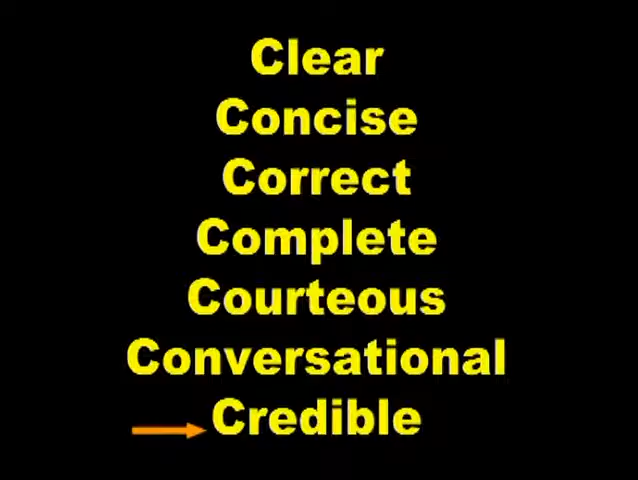 Clear
Concise
Correct
Complete
Courteous
Conversational
Credible